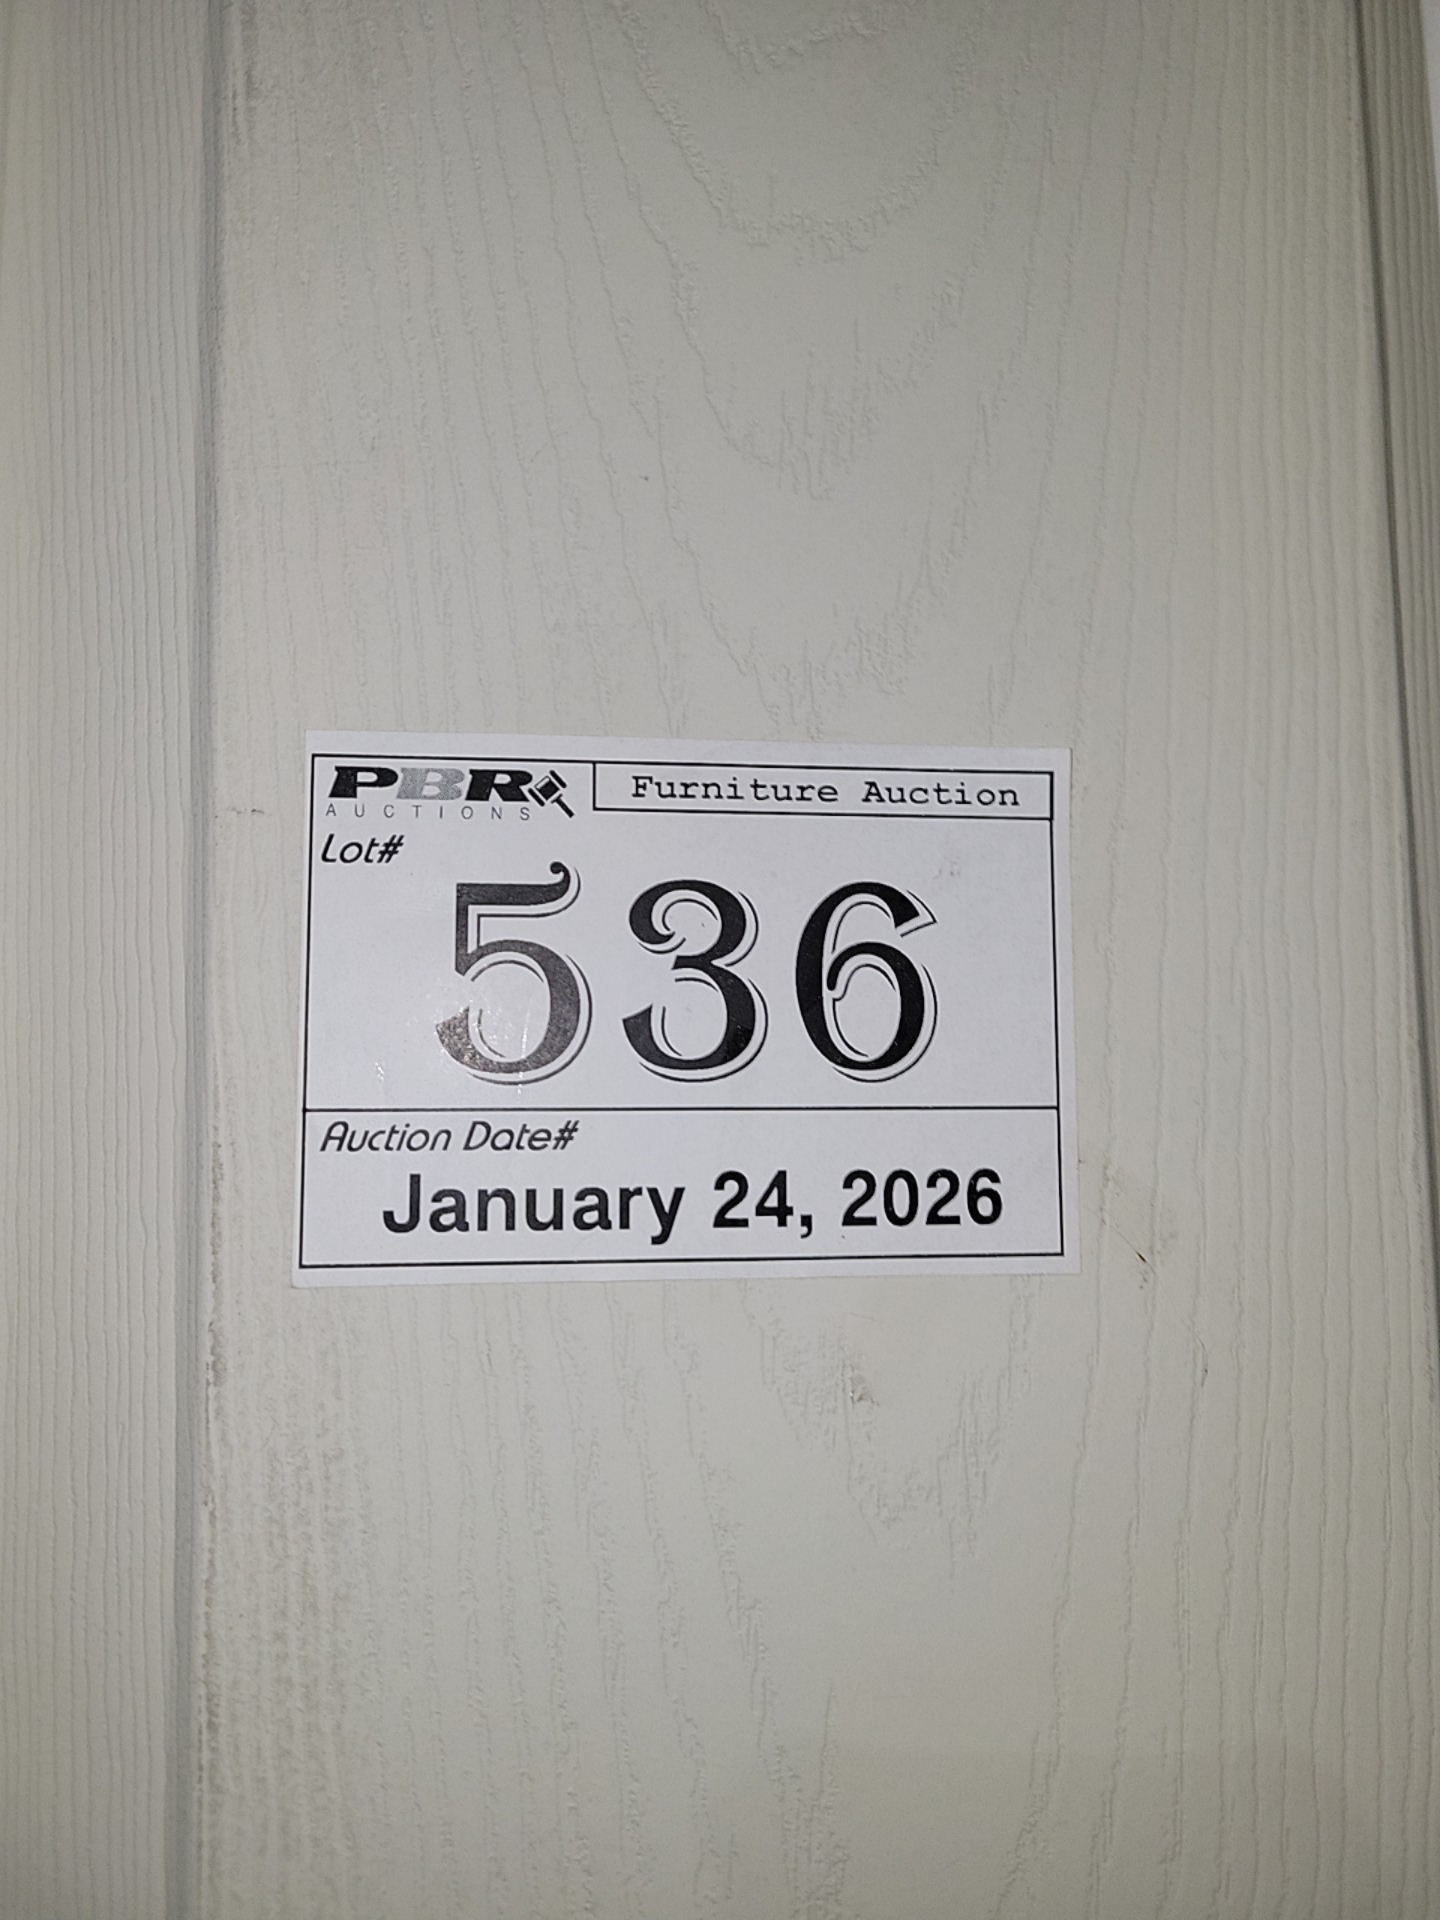 PBR
AUCTIONS
Furniture Auction
Lot#
536
Auction Date#
January 24, 2026